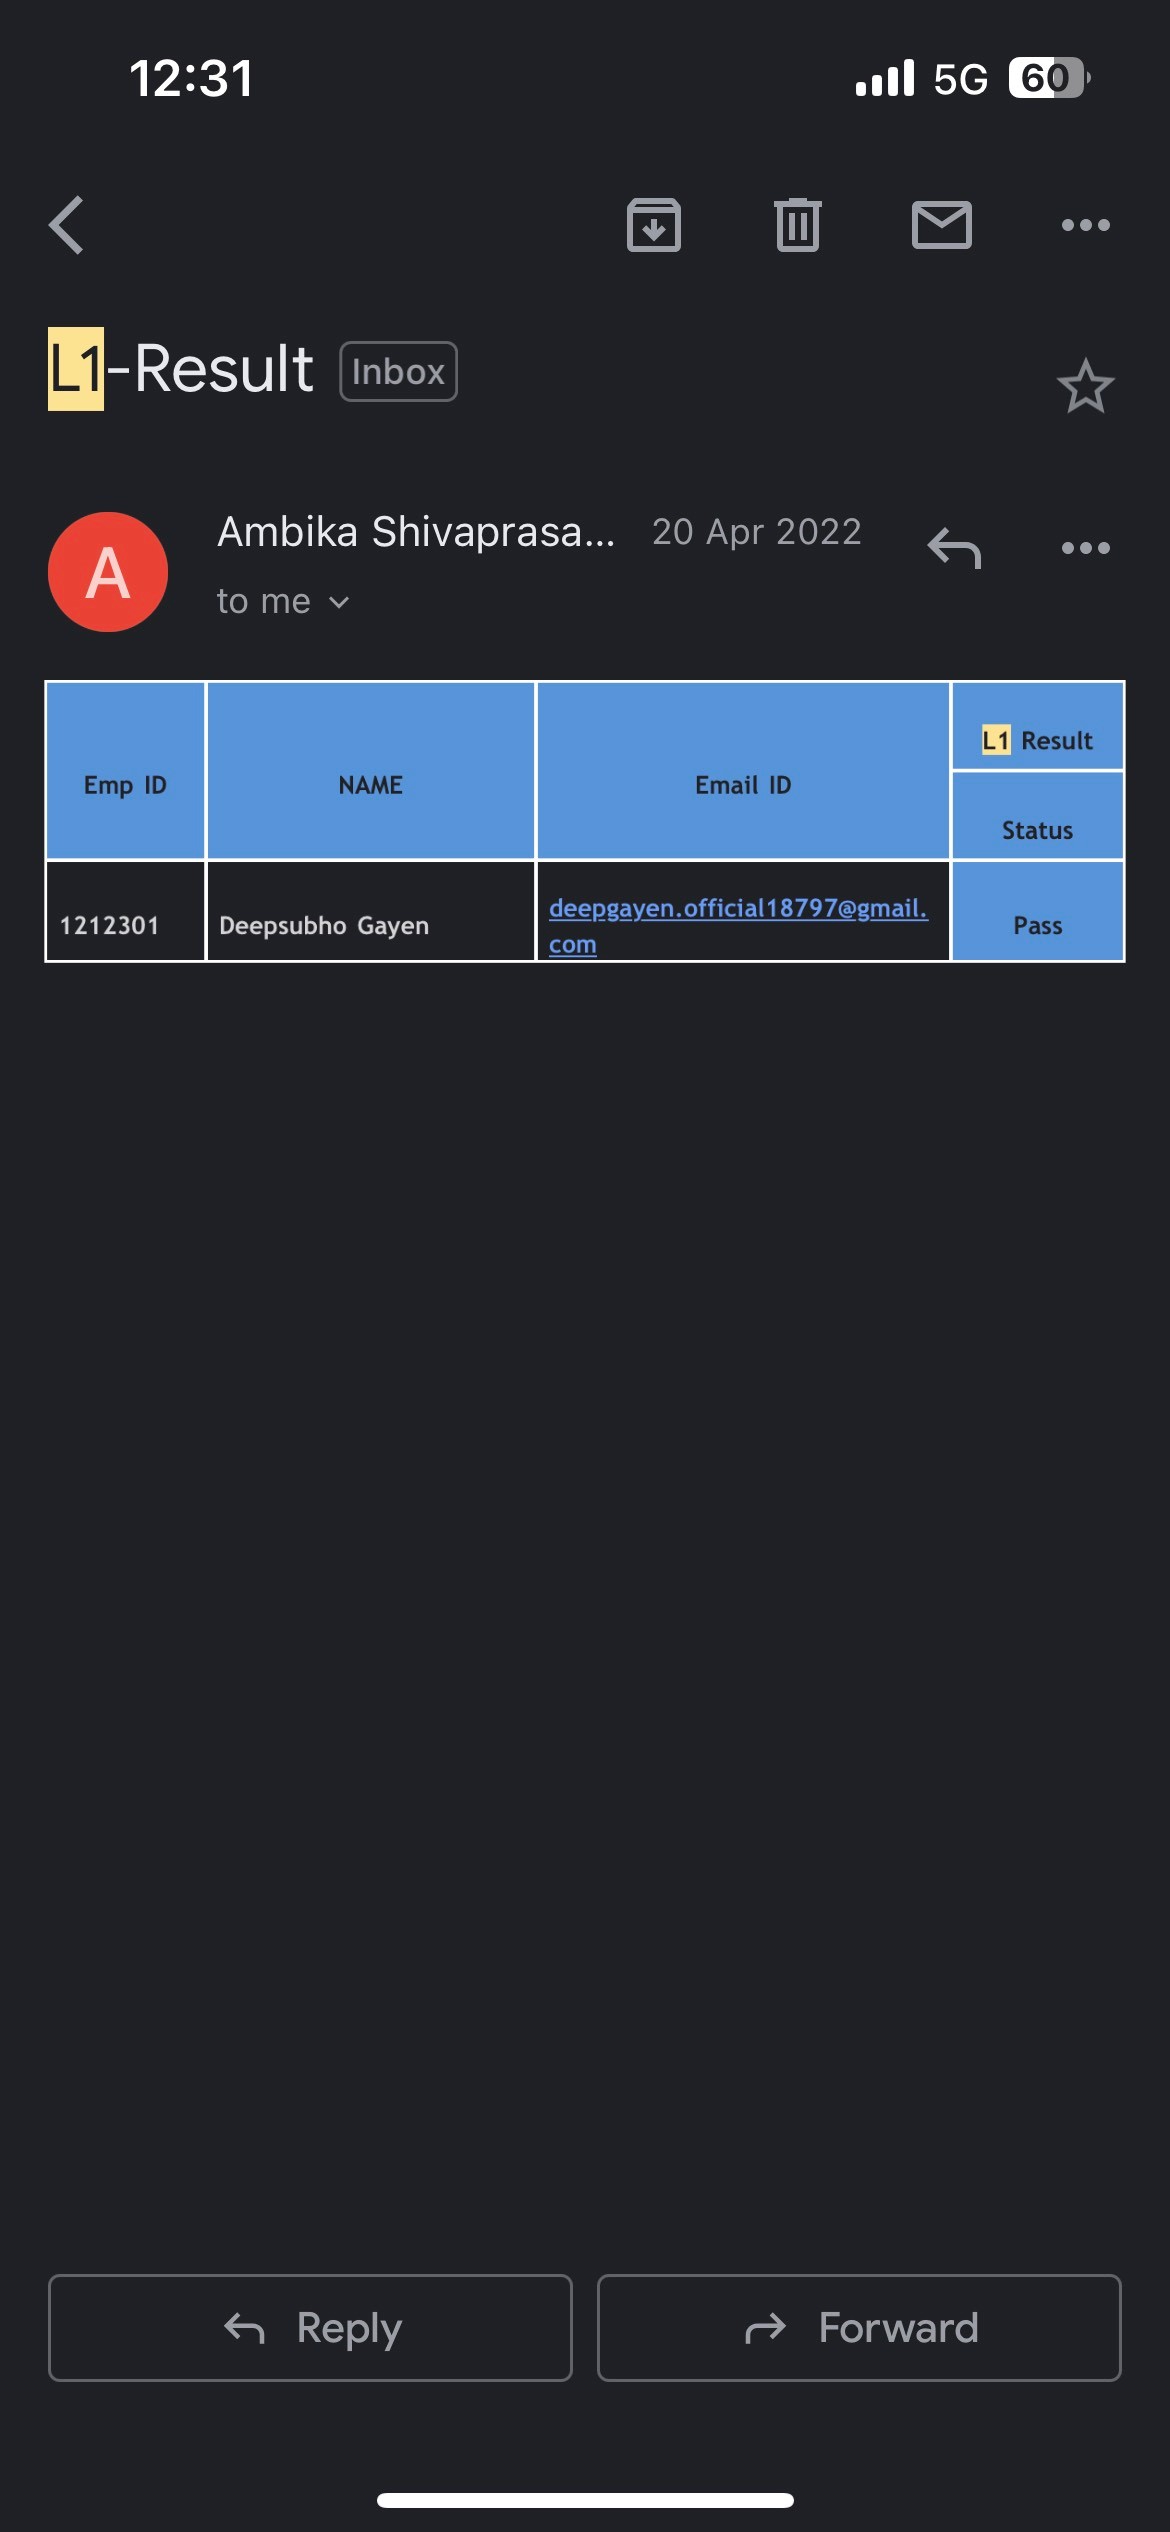 12:31 5G 60
L1-Result Inbox
Ambika Shivaprasa... 20 Apr 2022
A
to me
L1 Result
Emp ID NAME Email ID
Status
1212301 Deepsubho Gayen deepgayen.official18797@gmail.
com
Pass
Reply Forward